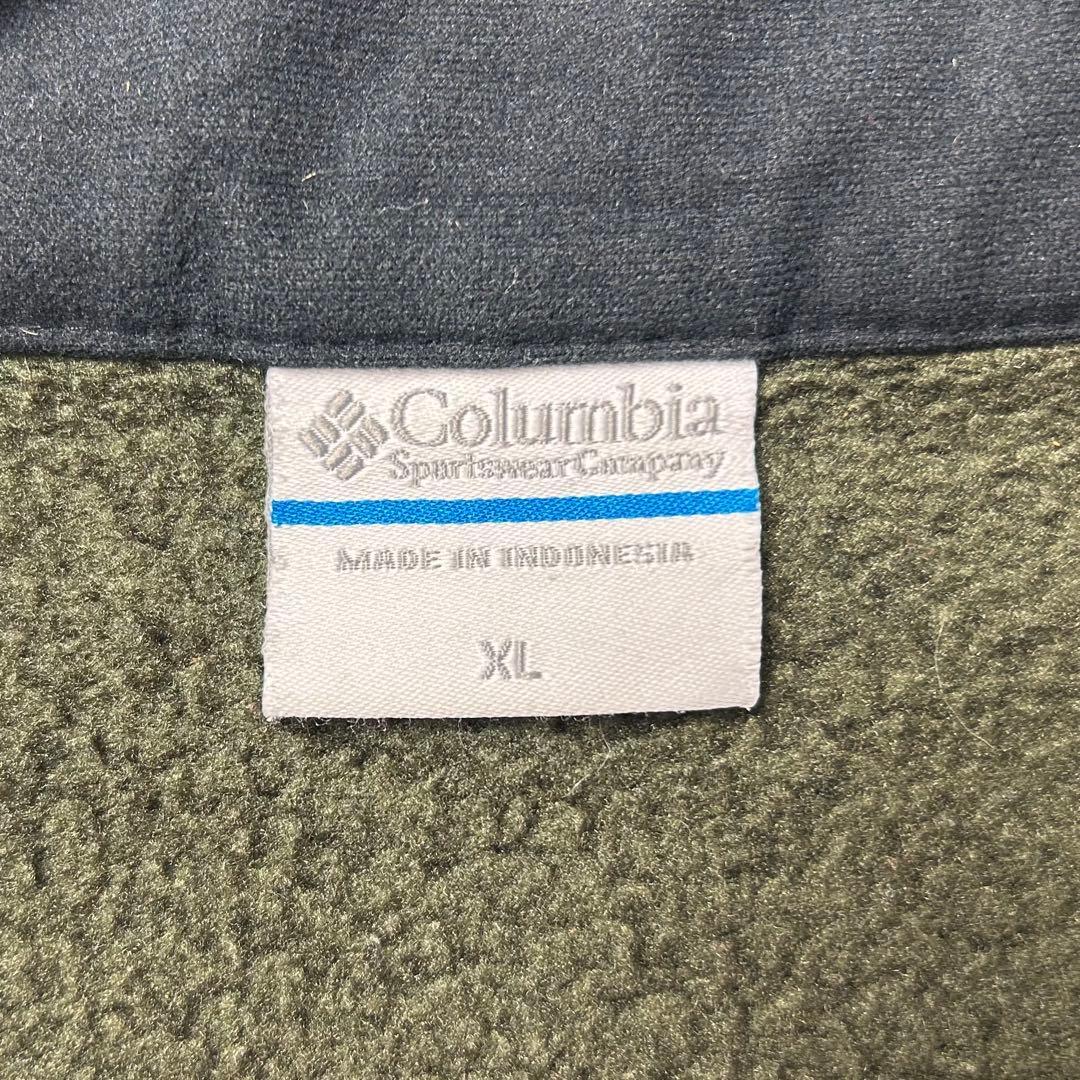 Columbia
Sportswear Company
MADE IN INDONESIA
XL